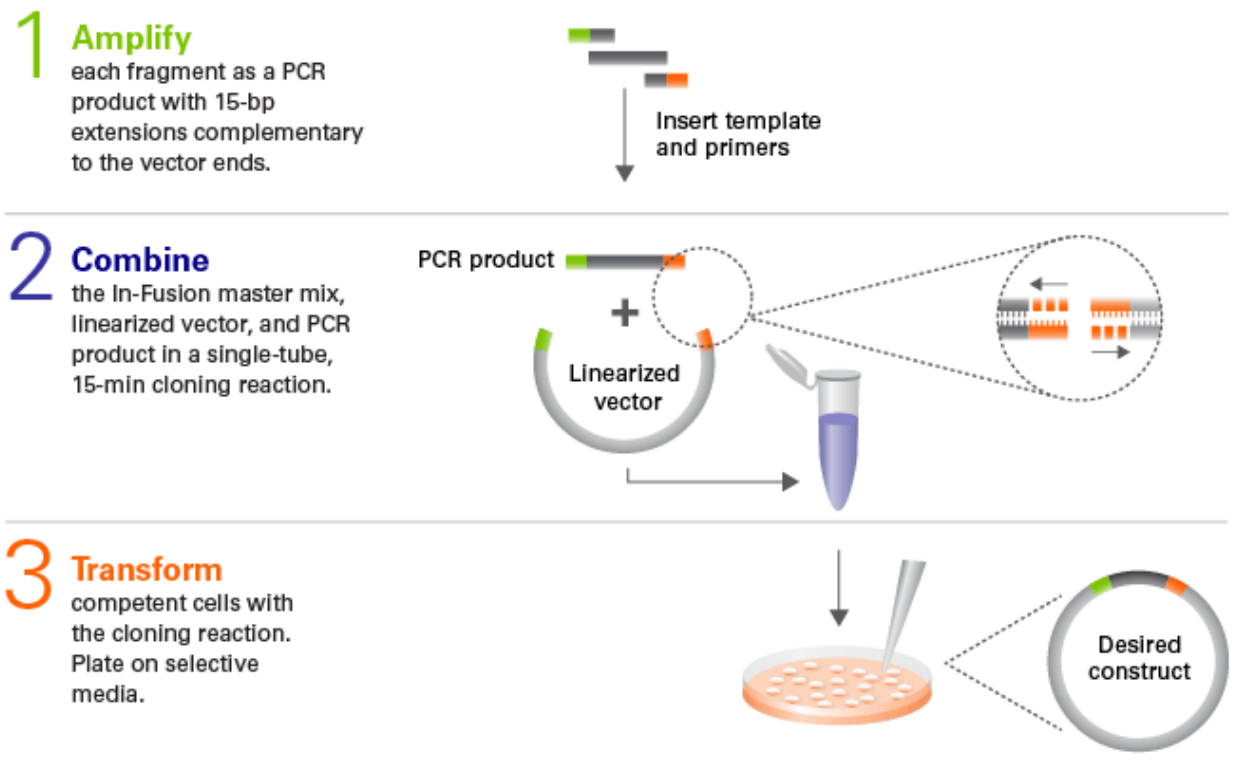 1
Amplify
each fragment as a PCR
product with 15-bp
extensions complementary
to the vector ends.
Insert template
and primers
2
Combine
the In-Fusion master mix,
linearized vector, and PCR
product in a single-tube,
15-min cloning reaction.
PCR product
+
Linearized
vector
3
Transform
competent cells with
the cloning reaction.
Plate on selective
media.
Desired
construct